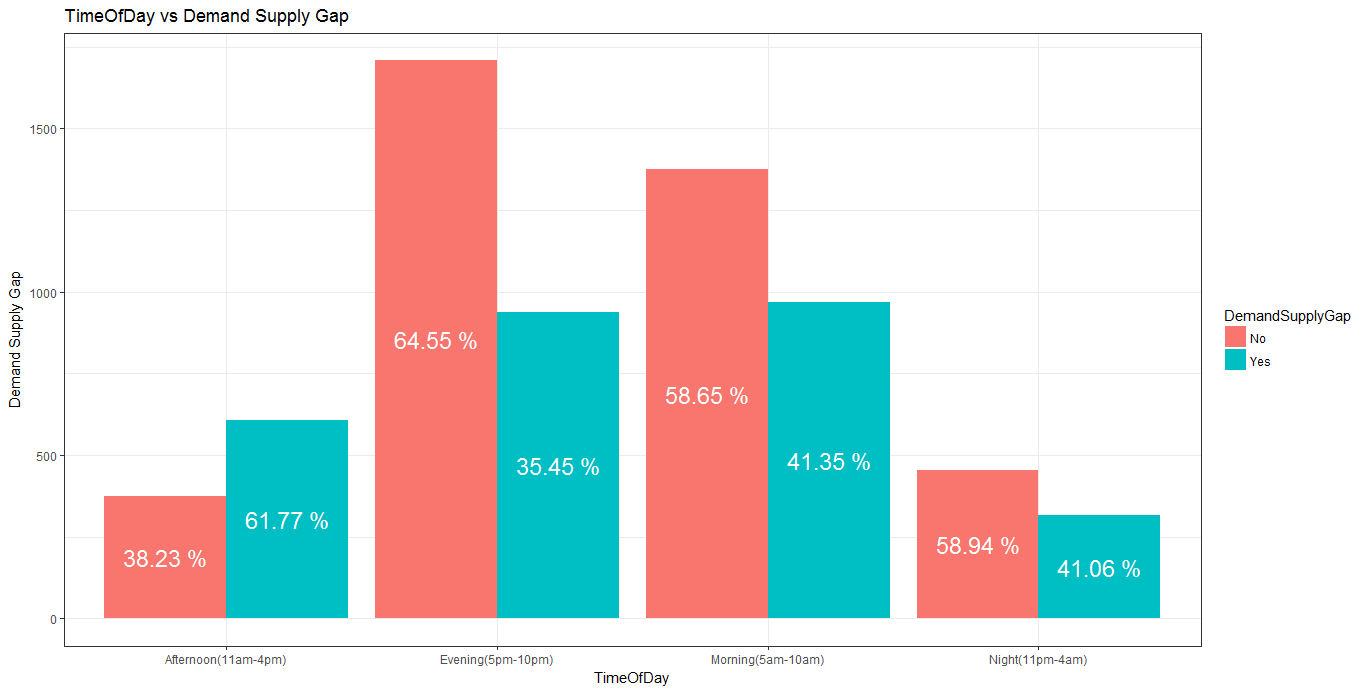 TimeOfDay vs Demand Supply Gap
Demand Supply Gap
1500
1000
500
0
64.55 %
58.65 %
35.45 %
41.35 %
61.77 %
38.23 %
58.94 %
41.06 %
Afternoon(11am-4pm)
Evening(5pm-10pm)
Morning(5am-10am)
Night(11pm-4am)
TimeOfDay
DemandSupplyGap
No
Yes